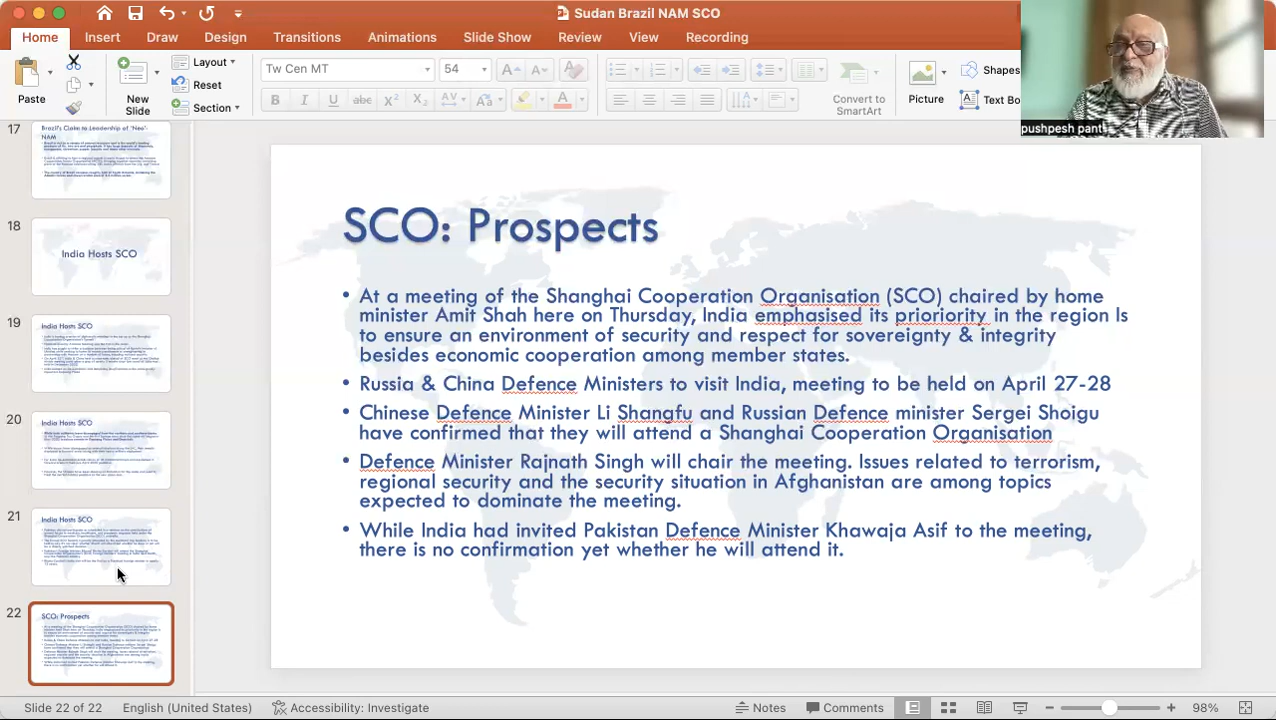 Sudan Brazil NAM SCO
Home Insert Draw Design Transitions Animations Slide Show Review View Recording
Paste
New
Slide
Layout
Reset
Section
Tw Cen MT
54
Convert to
SmartArt
Picture
Shapes
Text Bo
pushpesh pant
17
Brazil's Claim to Leadership of 'Neo'-
NAM
18
India Hosts SCO
19
India Hosts SCO
20
India Hosts SCO
21
India Hosts SCO
22
SCO: Prospects
SCO: Prospects
• At a meeting of the Shanghai Cooperation Organisation (SCO) chaired by home
minister Amit Shah here on Thursday, India emphasised its prioriority in the region Is
to ensure an element of security and respect for sovereignty & integrity
besides economic cooperation among member states.
• Russia & China Defence Ministers to visit India, meeting to be held on April 27-28
• Chinese Defence Minister Li Shangfu and Russian Defence minister Sergei Shoigu
have confirmed that they will attend a Shanghai Cooperation Organisation
• Defence Minister Rajnath Singh will chair the meeting. Issues related to terrorism,
regional security and the security situation in Afghanistan are among topics
expected to dominate the meeting.
• While India has invited Pakistan Defence minister Khawaja Asif to the meeting,
there is no confirmation yet whether he will attend it.
Slide 22 of 22 English (United States) Accessibility: Investigate Notes Comments 98%